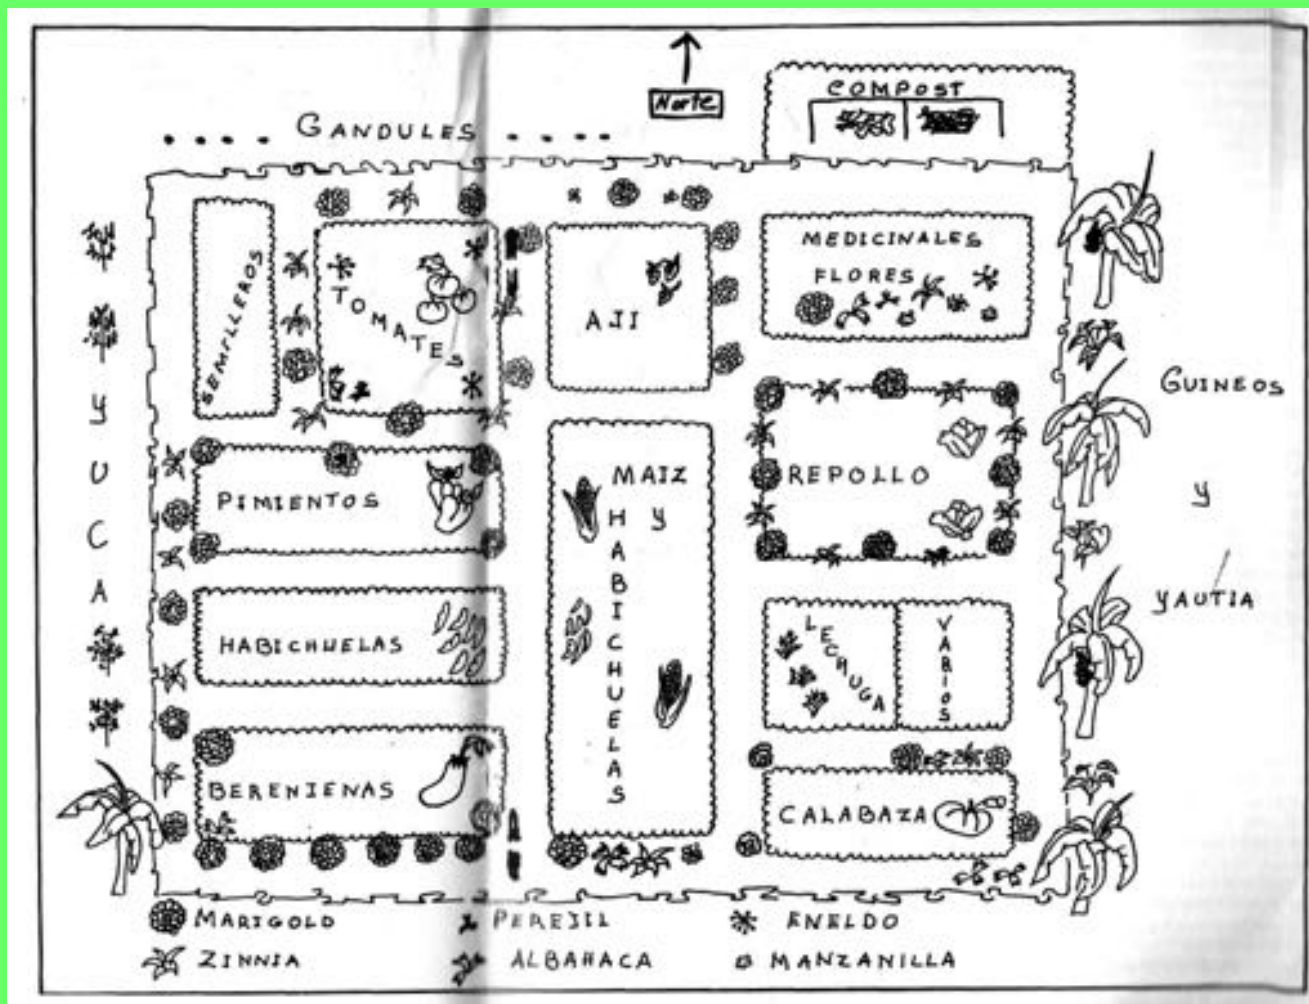 Norte
COMPOST
GANDULES
SEMILLEROS
TOMATES
AJI
MEDICINALES
FLORES
YUCA
PIMIENTOS
MAIZ
Y
HABICHUELAS
REPOLLO
GUINEOS
Y
YAUTIA
HABICHUELAS
LECHUGA
VARIOS
BERENJENAS
CALABAZA
MARIGOLD
PEREJIL
ENELDO
ZINNIA
ALBAHACA
MANZANILLA